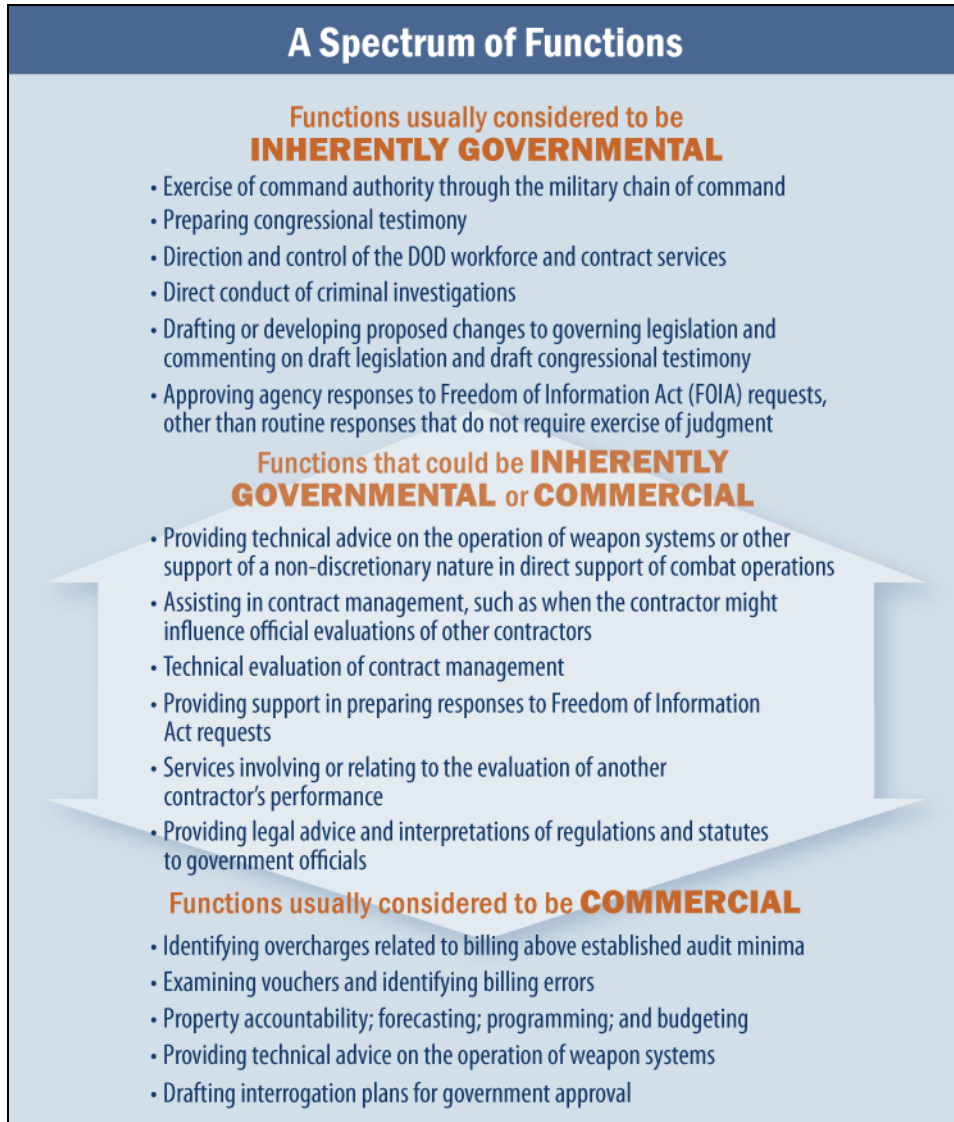 A Spectrum of Functions
Functions usually considered to be
INHERENTLY GOVERNMENTAL
• Exercise of command authority through the military chain of command
• Preparing congressional testimony
• Direction and control of the DOD workforce and contract services
• Direct conduct of criminal investigations
• Drafting or developing proposed changes to governing legislation and
commenting on draft legislation and draft congressional testimony
• Approving agency responses to Freedom of Information Act (FOIA) requests,
other than routine responses that do not require exercise of judgment
Functions that could be INHERENTLY
GOVERNMENTAL or COMMERCIAL
• Providing technical advice on the operation of weapon systems or other
support of a non-discretionary nature in direct support of combat operations
• Assisting in contract management, such as when the contractor might
influence official evaluations of other contractors
• Technical evaluation of contract management
• Providing support in preparing responses to Freedom of Information
Act requests
• Services involving or relating to the evaluation of another
contractor's performance
• Providing legal advice and interpretations of regulations and statutes
to government officials
Functions usually considered to be COMMERCIAL
• Identifying overcharges related to billing above established audit minima
• Examining vouchers and identifying billing errors
• Property accountability; forecasting; programming; and budgeting
• Providing technical advice on the operation of weapon systems
• Drafting interrogation plans for government approval